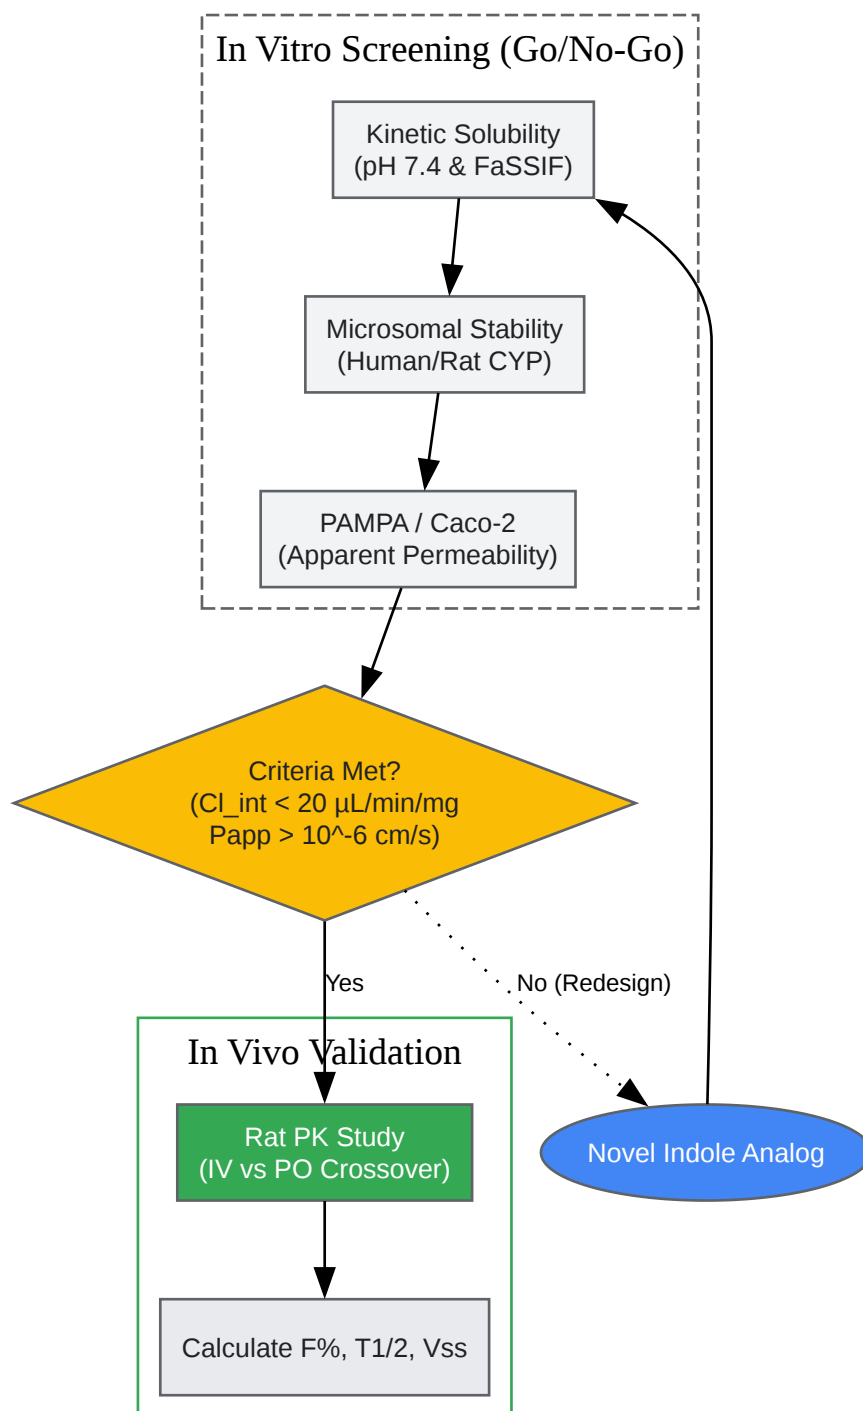 In Vitro Screening (Go/No-Go)
Kinetic Solubility
(pH 7.4 & FaSSIF)
Microsomal Stability
(Human/Rat CYP)
PAMPA / Caco-2
(Apparent Permeability)
Criteria Met?
(Cl_int < 20 µL/min/mg
Papp > 10^-6 cm/s)
Yes
No (Redesign)
In Vivo Validation
Rat PK Study
(IV vs PO Crossover)
Novel Indole Analog
Calculate F%, T1/2, Vss